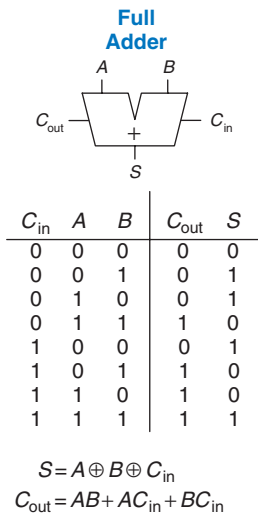 Full
Adder
A B
Cout Cin
+
S
Cin A B Cout S
0 0 0 0 0
0 0 1 0 1
0 1 0 0 1
0 1 1 1 0
1 0 0 0 1
1 0 1 1 0
1 1 0 1 0
1 1 1 1 1
S = A ⊕ B ⊕ Cin
Cout = AB + ACin + BCin